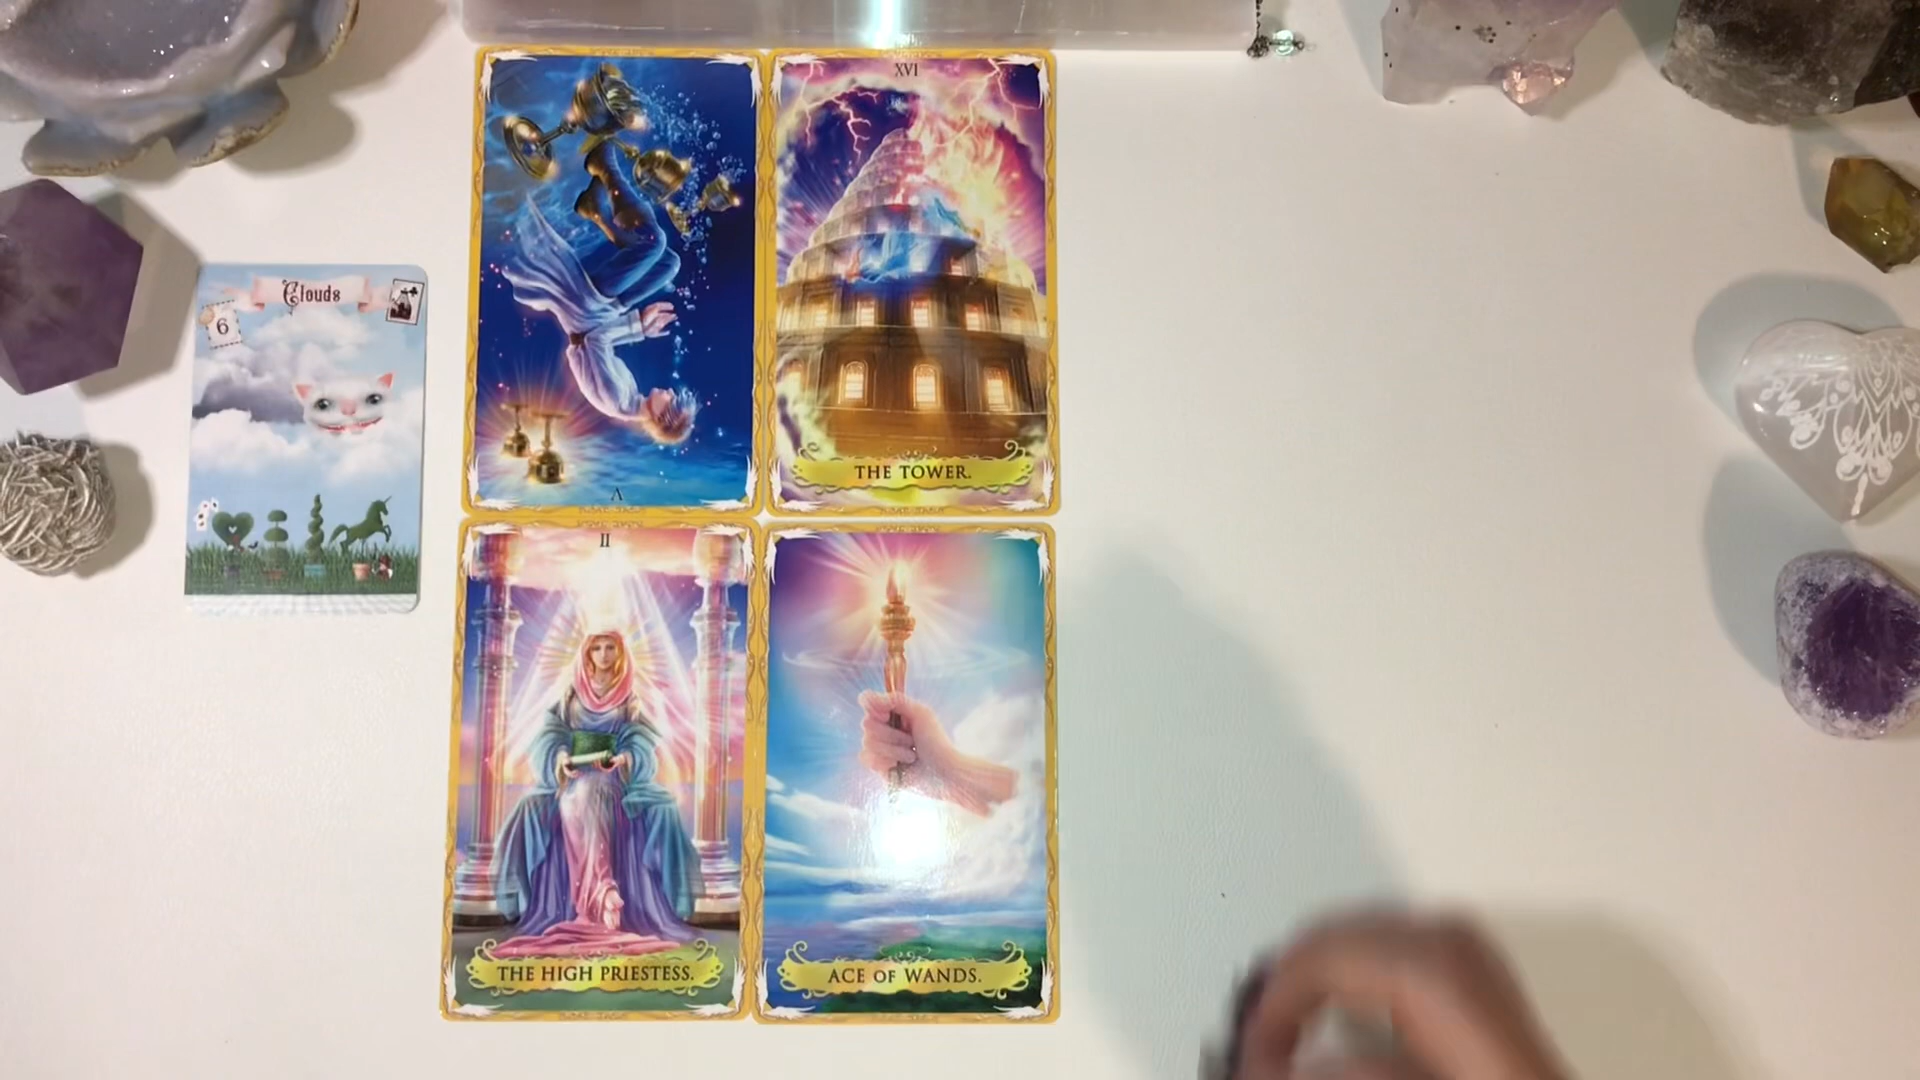 Clouds
6
V
XVI
THE TOWER.
II
THE HIGH PRIESTESS.
ACE OF WANDS.